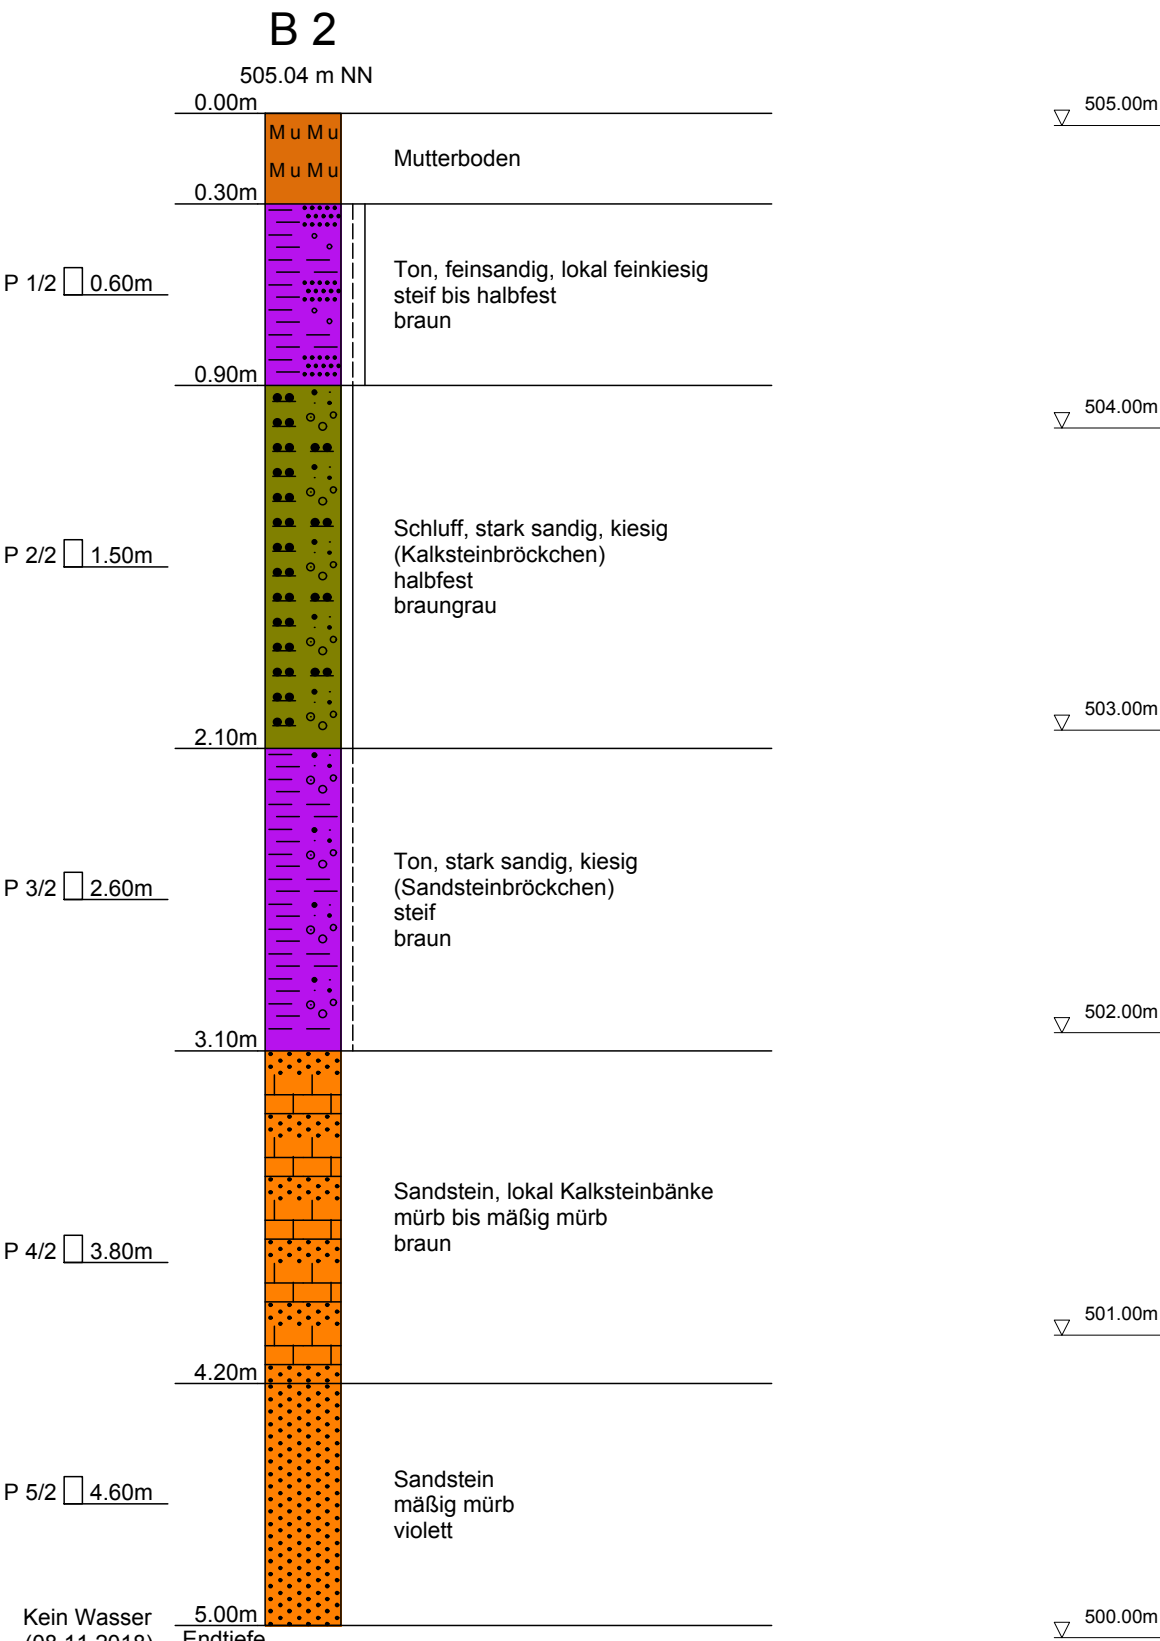 B 2
505.04 m NN
0.00m
505.00m
Mu Mu
Mutterboden
Mu Mu
0.30m
Ton, feinsandig, lokal feinkiesig
P 1/2 0.60m
steif bis halbfest
braun
0.90m
504.00m
Schluff, stark sandig, kiesig
P 2/2 1.50m
(Kalksteinbröckchen)
halbfest
braungrau
503.00m
2.10m
Ton, stark sandig, kiesig
P 3/2 2.60m
(Sandsteinbröckchen)
steif
braun
502.00m
3.10m
Sandstein, lokal Kalksteinbänke
mürb bis mäßig mürb
braun
P 4/2 3.80m
501.00m
4.20m
Sandstein
P 5/2 4.60m
mäßig mürb
violett
Kein Wasser
5.00m
500.00m
(08.11.2018)
Endtiefe